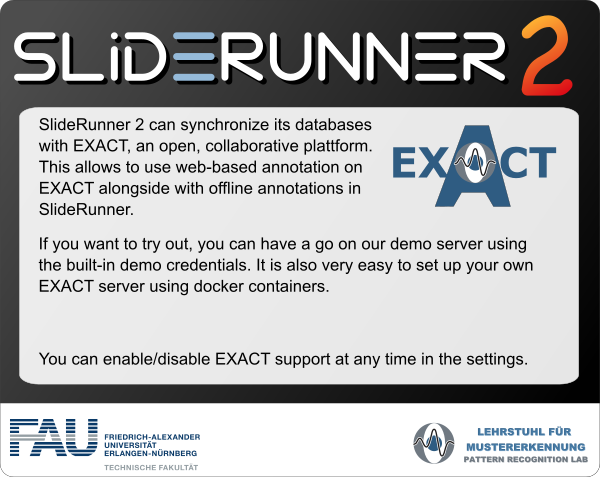 SLiDERUNNER 2
SlideRunner 2 can synchronize its databases
with EXACT, an open, collaborative plattform.
This allows to use web-based annotation on
EXACT alongside with offline annotations in
SlideRunner.
EXACT
If you want to try out, you can have a go on our demo server using
the built-in demo credentials. It is also very easy to set up your own
EXACT server using docker containers.
You can enable/disable EXACT support at any time in the settings.
FAU
FRIEDRICH-ALEXANDER
UNIVERSITÄT
ERLANGEN-NÜRNBERG
TECHNISCHE FAKULTÄT
LEHRSTUHL FÜR
MUSTERERKENNUNG
PATTERN RECOGNITION LAB